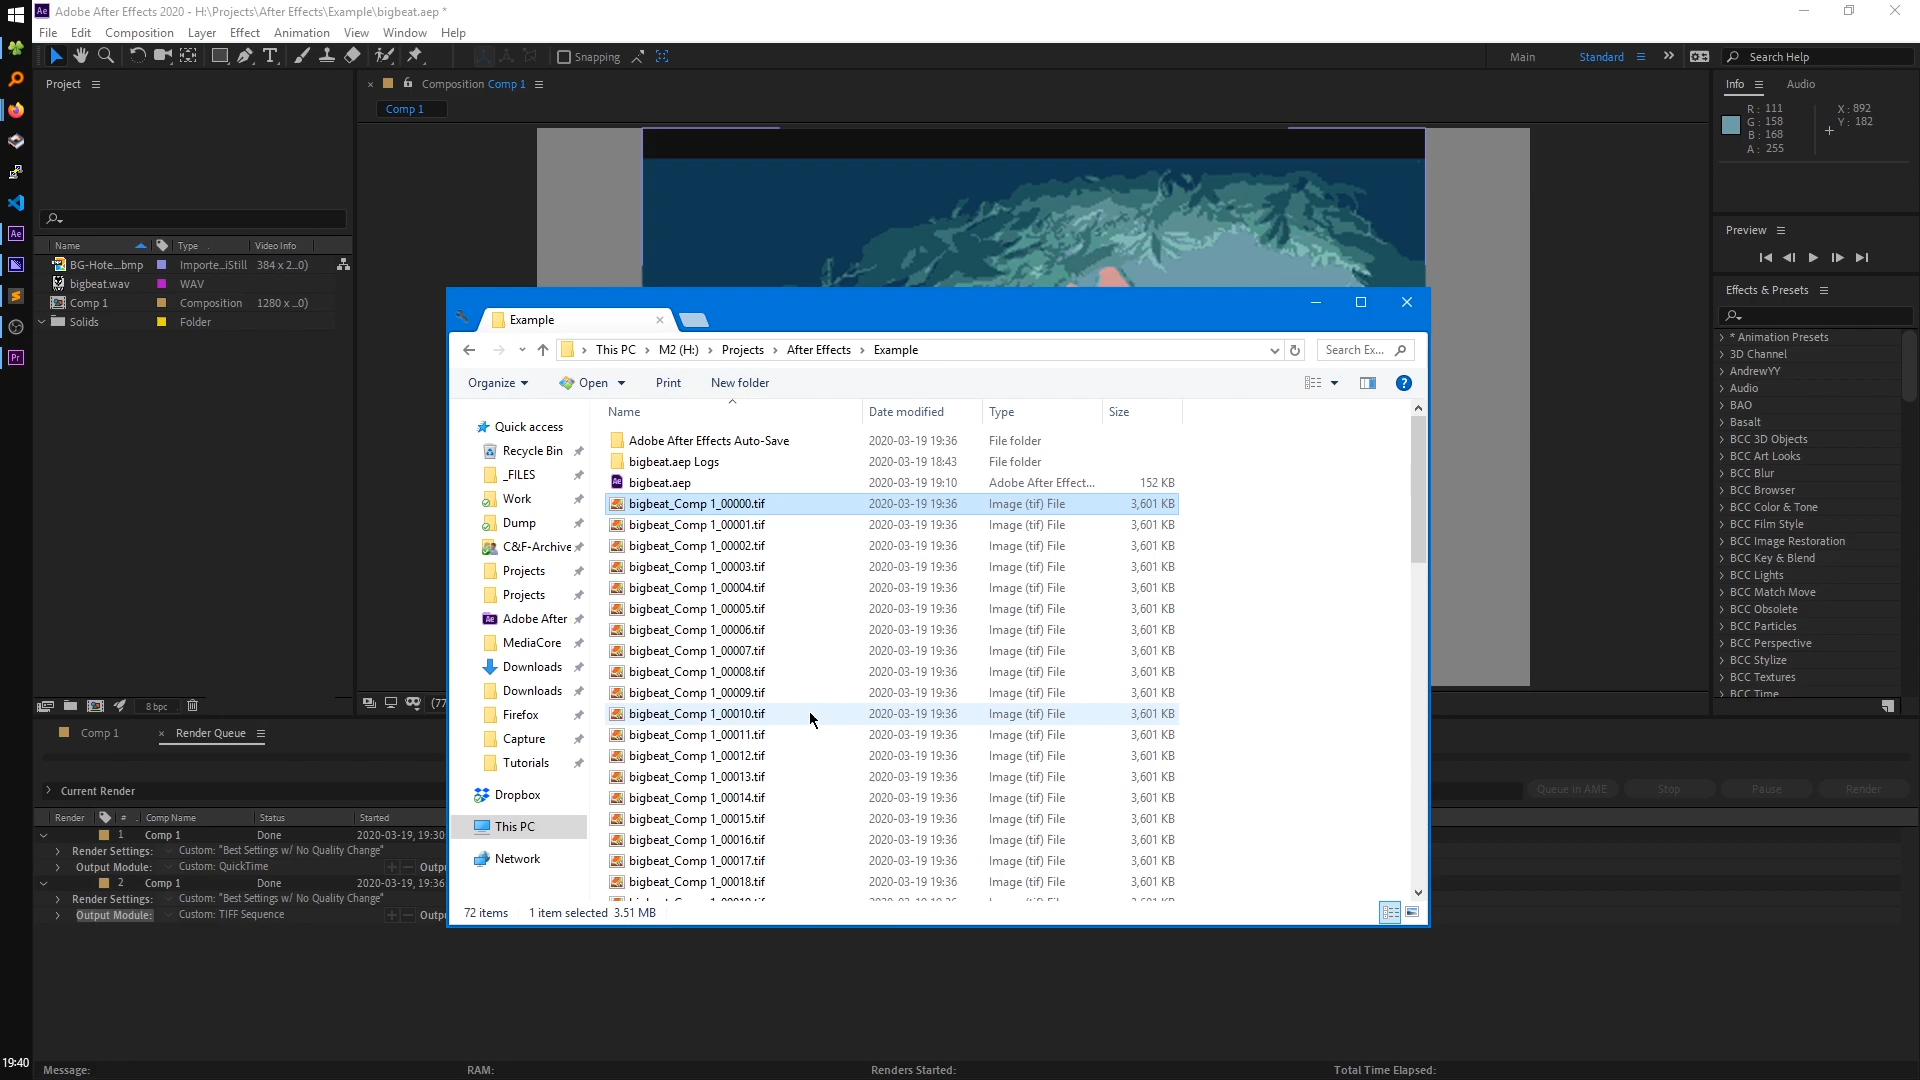 Adobe After Effects 2020 - H:\Projects\After Effects\Example\bigbeat.aep *
File Edit Composition Layer Effect Animation View Window Help
Snapping
Main Standard Search Help
Project
Composition Comp 1
Comp 1
Info Audio
R: 111
G: 158
B: 168
A: 255
X: 892
Y: 182
Preview
Effects & Presets
* Animation Presets
3D Channel
AndrewYY
Audio
BAO
Basalt
BCC 3D Objects
BCC Art Looks
BCC Blur
BCC Browser
BCC Color & Tone
BCC Film Style
BCC Image Restoration
BCC Key & Blend
BCC Lights
BCC Match Move
BCC Obsolete
BCC Particles
BCC Perspective
BCC Stylize
BCC Textures
BCC Time
Name Type Video Info
BG-Hote...bmp Importe...iStill 384 x 2...0)
bigbeat.wav WAV
Comp 1 Composition 1280 x ...0)
Solids Folder
8 bpc
(77
Example
This PC M2 (H:) Projects After Effects Example
Search Ex...
Organize Open Print New folder
Quick access
Recycle Bin
_FILES
Work
Dump
C&F-Archive
Projects
Projects
Adobe After
MediaCore
Downloads
Downloads
Firefox
Capture
Tutorials
Dropbox
This PC
Network
Name Date modified Type Size
Adobe After Effects Auto-Save 2020-03-19 19:36 File folder
bigbeat.aep Logs 2020-03-19 18:43 File folder
bigbeat.aep 2020-03-19 19:10 Adobe After Effect... 152 KB
bigbeat_Comp 1_00000.tif 2020-03-19 19:36 Image (tif) File 3,601 KB
bigbeat_Comp 1_00001.tif 2020-03-19 19:36 Image (tif) File 3,601 KB
bigbeat_Comp 1_00002.tif 2020-03-19 19:36 Image (tif) File 3,601 KB
bigbeat_Comp 1_00003.tif 2020-03-19 19:36 Image (tif) File 3,601 KB
bigbeat_Comp 1_00004.tif 2020-03-19 19:36 Image (tif) File 3,601 KB
bigbeat_Comp 1_00005.tif 2020-03-19 19:36 Image (tif) File 3,601 KB
bigbeat_Comp 1_00006.tif 2020-03-19 19:36 Image (tif) File 3,601 KB
bigbeat_Comp 1_00007.tif 2020-03-19 19:36 Image (tif) File 3,601 KB
bigbeat_Comp 1_00008.tif 2020-03-19 19:36 Image (tif) File 3,601 KB
bigbeat_Comp 1_00009.tif 2020-03-19 19:36 Image (tif) File 3,601 KB
bigbeat_Comp 1_00010.tif 2020-03-19 19:36 Image (tif) File 3,601 KB
bigbeat_Comp 1_00011.tif 2020-03-19 19:36 Image (tif) File 3,601 KB
bigbeat_Comp 1_00012.tif 2020-03-19 19:36 Image (tif) File 3,601 KB
bigbeat_Comp 1_00013.tif 2020-03-19 19:36 Image (tif) File 3,601 KB
bigbeat_Comp 1_00014.tif 2020-03-19 19:36 Image (tif) File 3,601 KB
bigbeat_Comp 1_00015.tif 2020-03-19 19:36 Image (tif) File 3,601 KB
bigbeat_Comp 1_00016.tif 2020-03-19 19:36 Image (tif) File 3,601 KB
bigbeat_Comp 1_00017.tif 2020-03-19 19:36 Image (tif) File 3,601 KB
bigbeat_Comp 1_00018.tif 2020-03-19 19:36 Image (tif) File 3,601 KB
72 items 1 item selected 3.51 MB
Comp 1 Render Queue
Current Render
Queue in AME Stop Pause Render
Render # Comp Name Status Started
1 Comp 1 Done 2020-03-19, 19:30
Render Settings: Custom: "Best Settings w/ No Quality Change"
Output Module: Custom: QuickTime Outp
2 Comp 1 Done 2020-03-19, 19:36
Render Settings: Custom: "Best Settings w/ No Quality Change"
Output Module: Custom: TIFF Sequence Outp
19:40
Message: RAM: Renders Started: Total Time Elapsed: